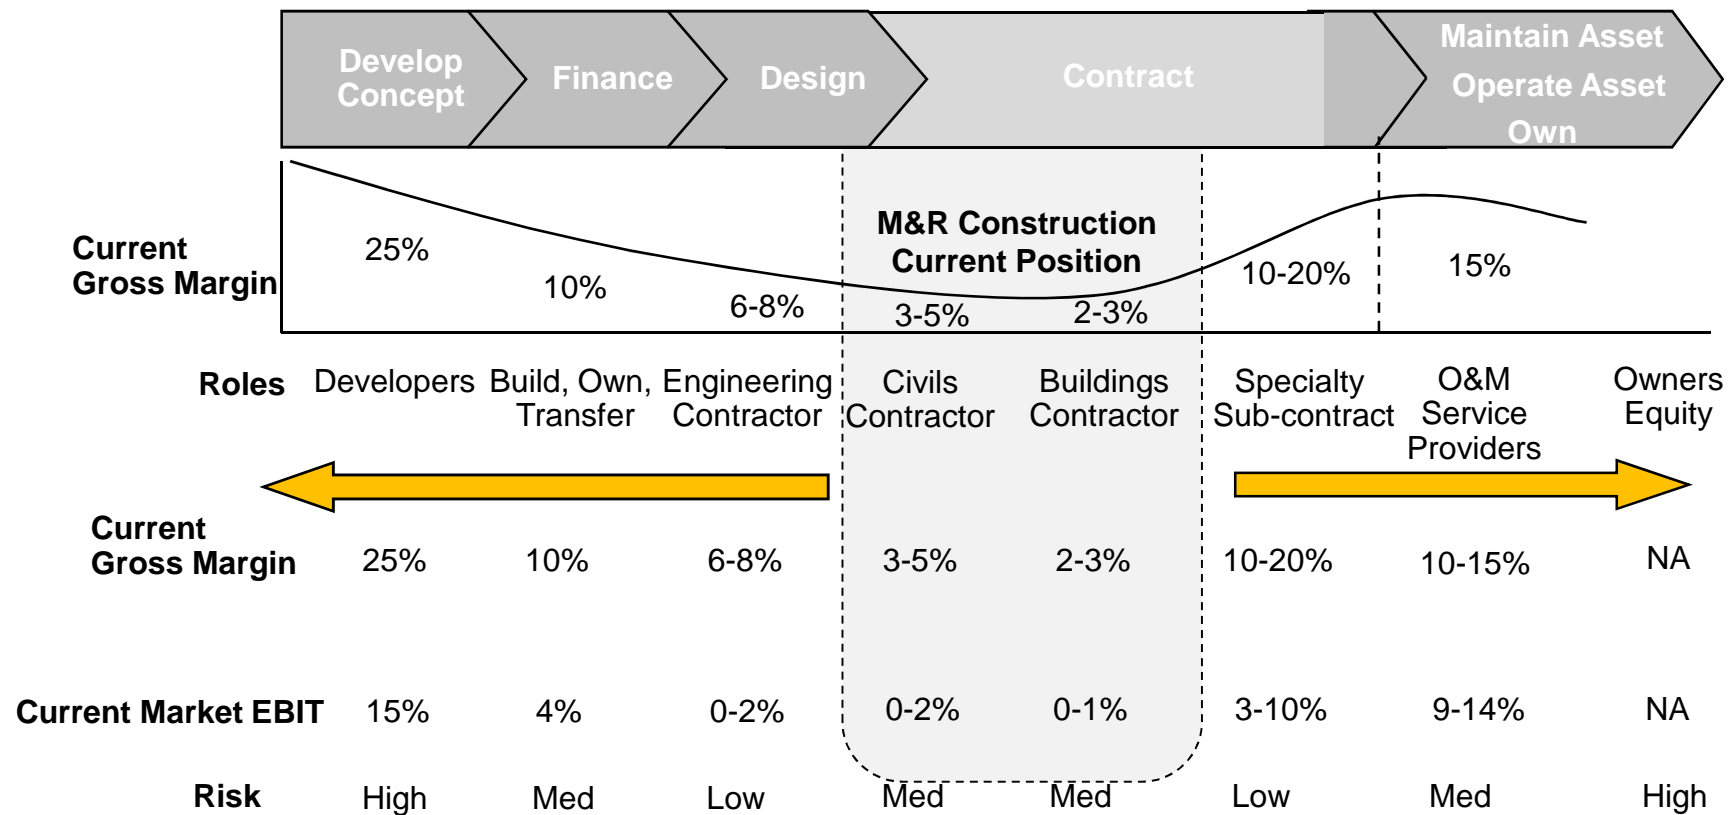 Develop
Concept
Finance
Design
Contract
Maintain Asset
Operate Asset
Own
Current
Gross Margin
25%
10%
6-8%
M&R Construction
Current Position
3-5%
2-3%
10-20%
15%
Roles
Developers
Build, Own,
Transfer
Engineering
Contractor
Civils
Contractor
Buildings
Contractor
Specialty
Sub-contract
O&M
Service
Providers
Owners
Equity
Current
Gross Margin
25%
10%
6-8%
3-5%
2-3%
10-20%
10-15%
NA
Current Market EBIT
15%
4%
0-2%
0-2%
0-1%
3-10%
9-14%
NA
Risk
High
Med
Low
Med
Med
Low
Med
High